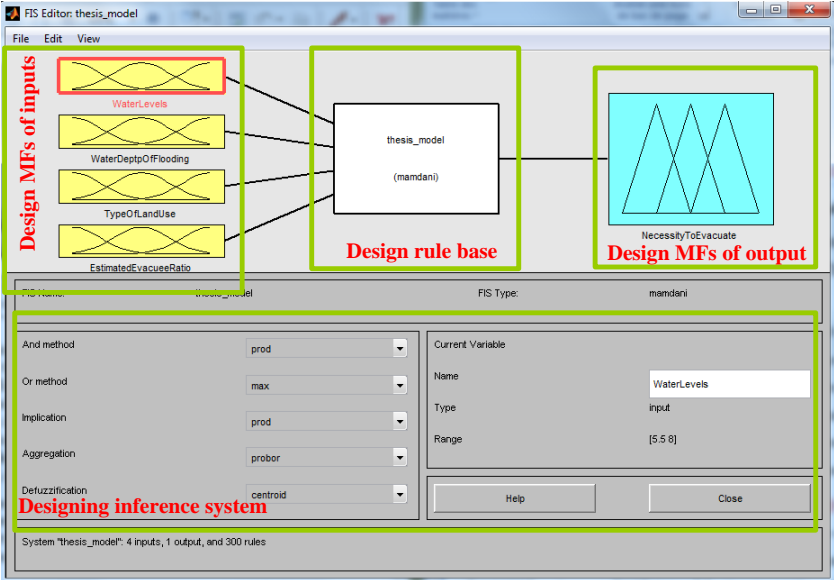 FIS Editor: thesis_model
File Edit View
Design MFs of inputs
WaterLevels
WaterDeptpOfFlooding
TypeOfLandUse
EstimatedEvacueeRatio
thesis_model
(mamdani)
Design rule base
NecessityToEvacuate
Design MFs of output
FIS Name: thesis_model FIS Type: mamdani
And method prod
Or method max
Implication prod
Aggregation probor
Defuzzification centroid
Designing inference system
Current Variable
Name WaterLevels
Type input
Range [5.5 8]
Help Close
System "thesis_model": 4 inputs, 1 output, and 300 rules